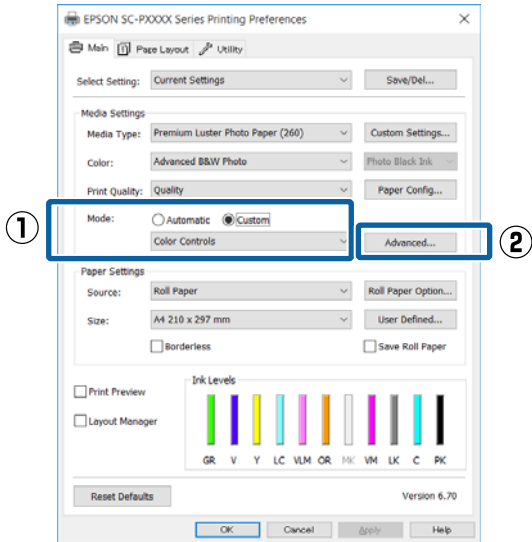 EPSON SC-PXXXX Series Printing Preferences
Main Page Layout Utility
Select Setting: Current Settings Save/Del...
Media Settings
Media Type: Premium Luster Photo Paper (260) Custom Settings...
Color: Advanced B&W Photo Photo Black Ink
Print Quality: Quality Paper Config...
① Mode: Automatic Custom
Color Controls Advanced... ②
Paper Settings
Source: Roll Paper Roll Paper Option...
Size: A4 210 x 297 mm User Defined...
Borderless Save Roll Paper
Print Preview
Layout Manager
Ink Levels
GR V Y LC VLM OR MK VM LK C PK
Reset Defaults Version 6.70
OK Cancel Apply Help